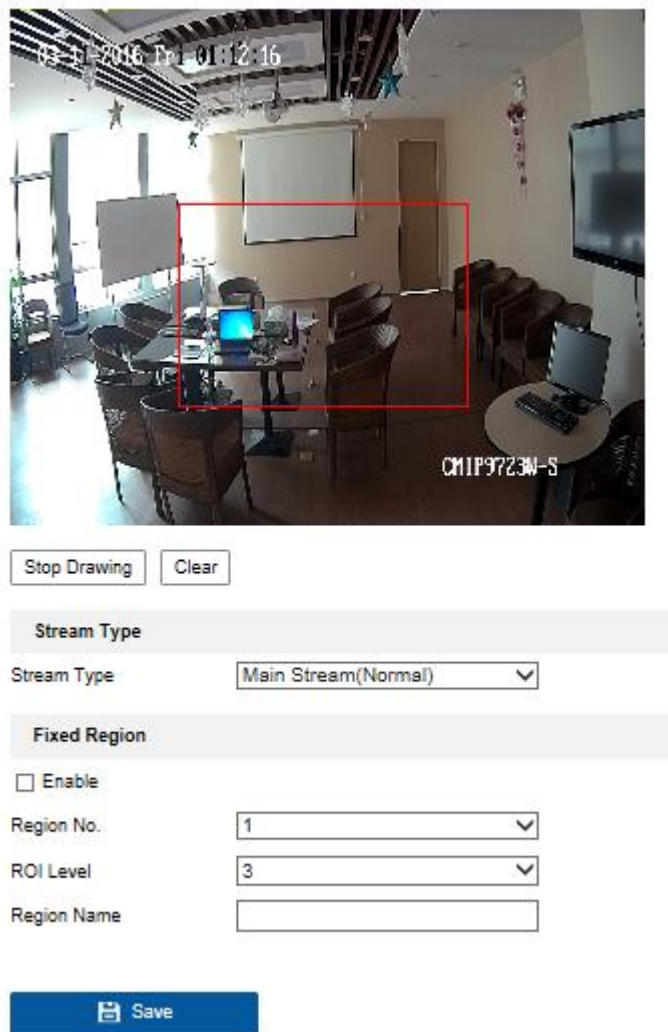 03-11-2016 Fri 01:12:16
CMIP9723W-S
Stop Drawing Clear
Stream Type
Stream Type Main Stream(Normal)
Fixed Region
Enable
Region No. 1
ROI Level 3
Region Name
Save